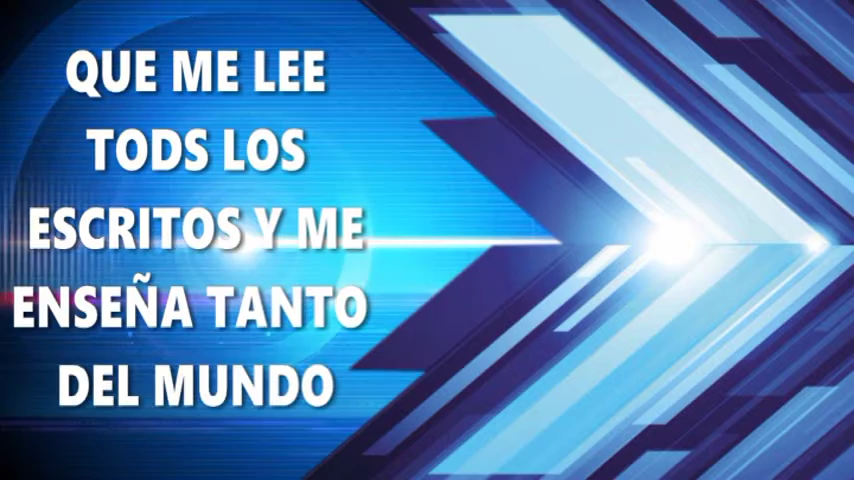 QUE ME LEE
TODS LOS
ESCRITOS Y ME
ENSEÑA TANTO
DEL MUNDO